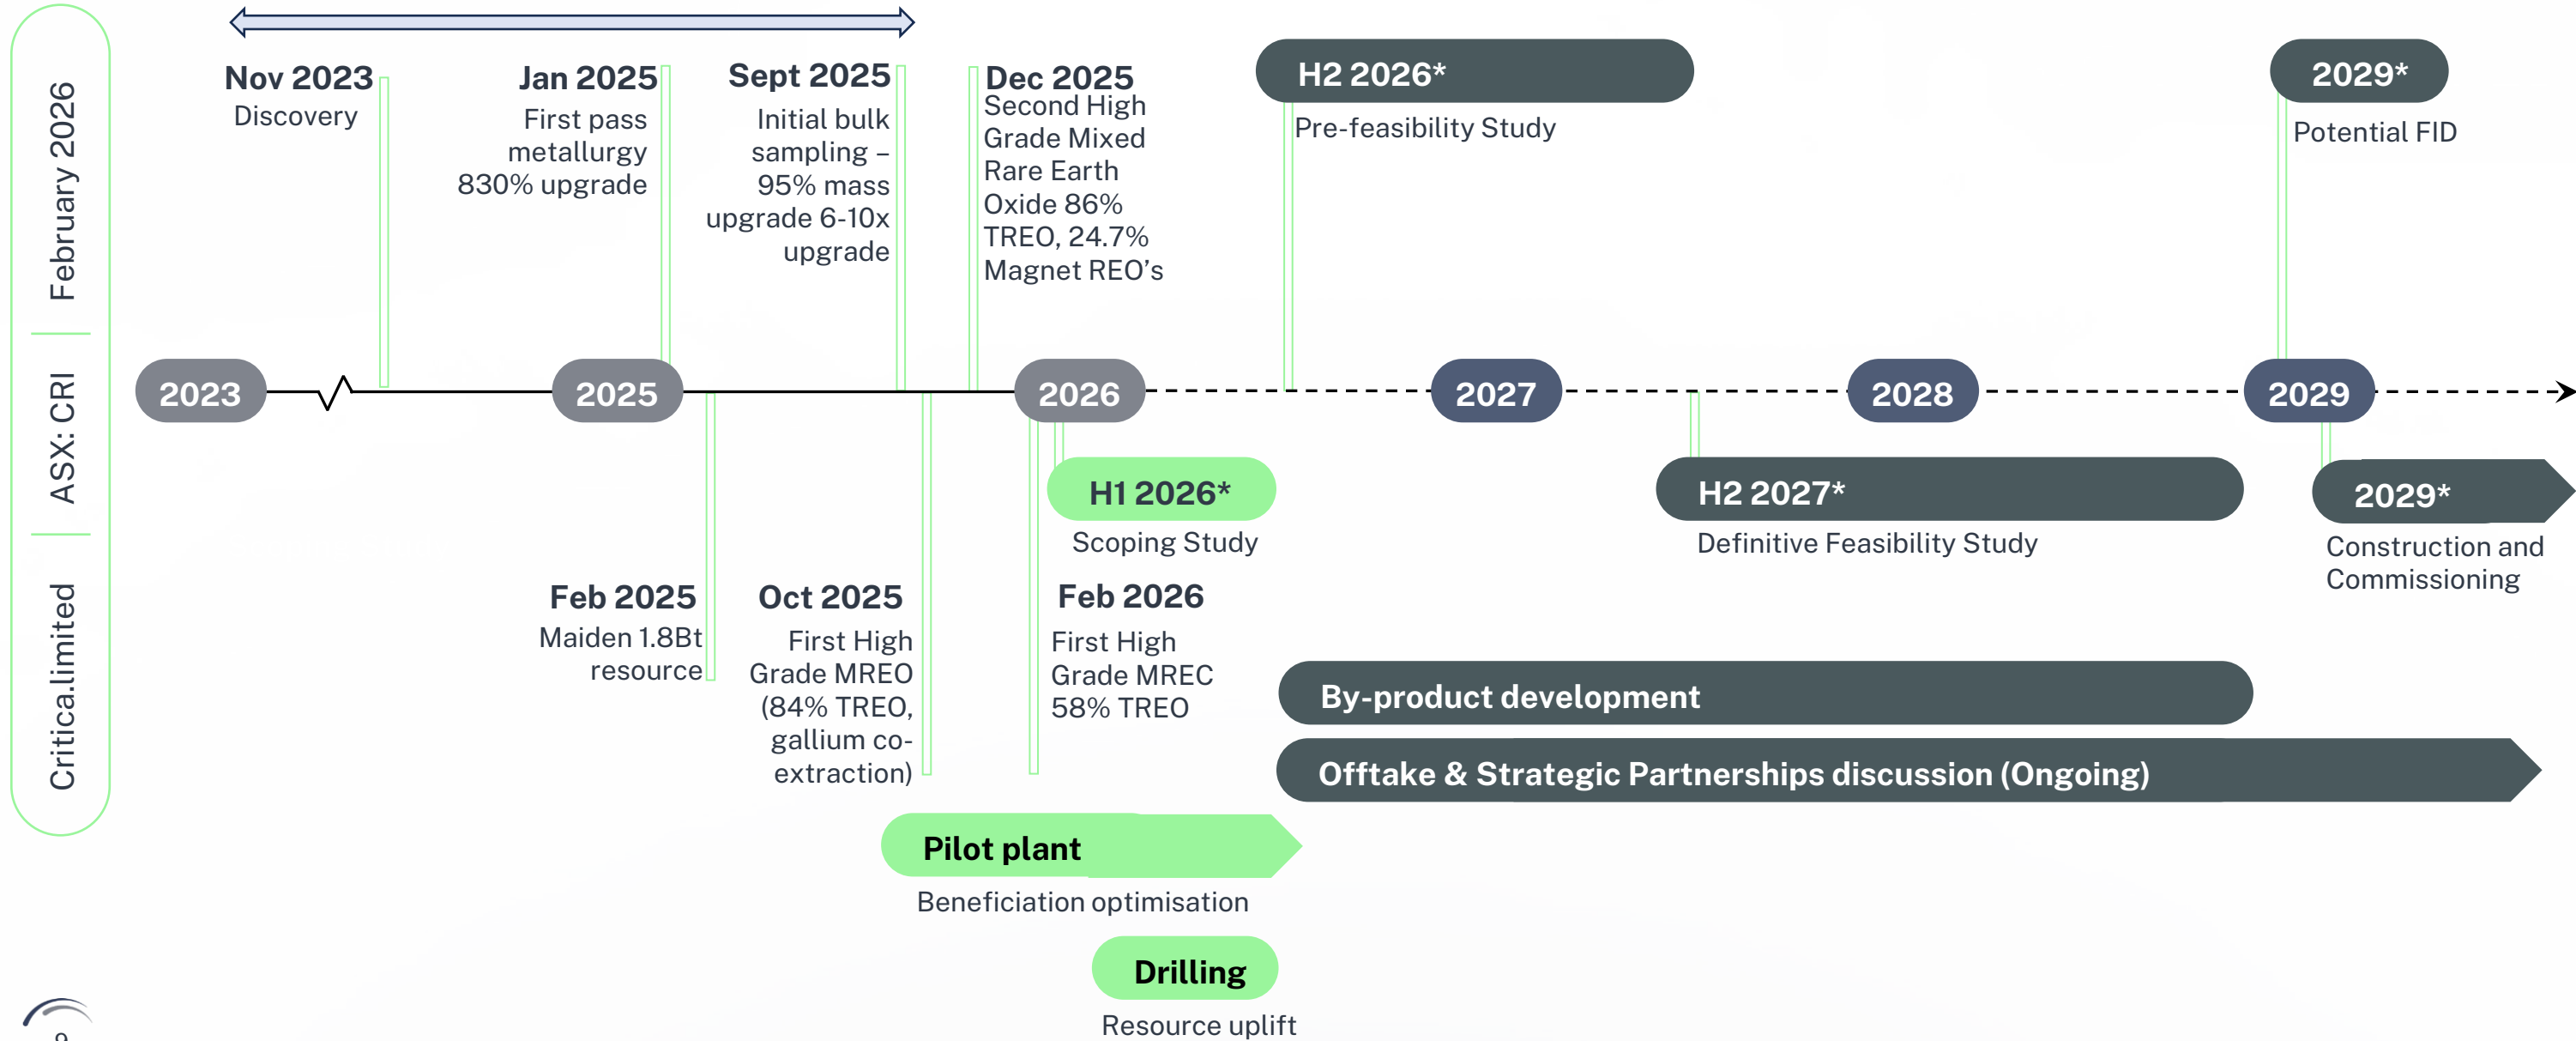 February 2026
ASX: CRI
Critica.limited
Nov 2023
Discovery
Jan 2025
First pass
metallurgy
830% upgrade
Sept 2025
Initial bulk
sampling –
95% mass
upgrade 6-10x
upgrade
Dec 2025
Second High
Grade Mixed
Rare Earth
Oxide 86%
TREO, 24.7%
Magnet REO’s
H2 2026*
Pre-feasibility Study
2029*
Potential FID
2023
2025
2026
2027
2028
2029
H1 2026*
Scoping Study
H2 2027*
Definitive Feasibility Study
2029*
Construction and
Commissioning
Feb 2025
Maiden 1.8Bt
resource
Oct 2025
First High
Grade MREO
(84% TREO,
gallium co-
extraction)
Feb 2026
First High
Grade MREC
58% TREO
By-product development
Offtake & Strategic Partnerships discussion (Ongoing)
Pilot plant
Beneficiation optimisation
Drilling
Resource uplift
9